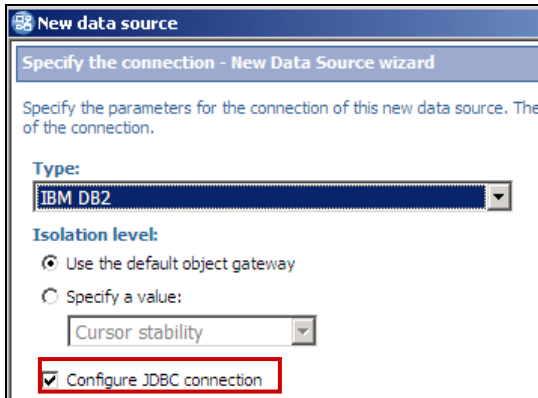 New data source
Specify the connection - New Data Source wizard
Specify the parameters for the connection of this new data source. The
of the connection.
Type:
IBM DB2
Isolation level:
Use the default object gateway
Specify a value:
Cursor stability
Configure JDBC connection